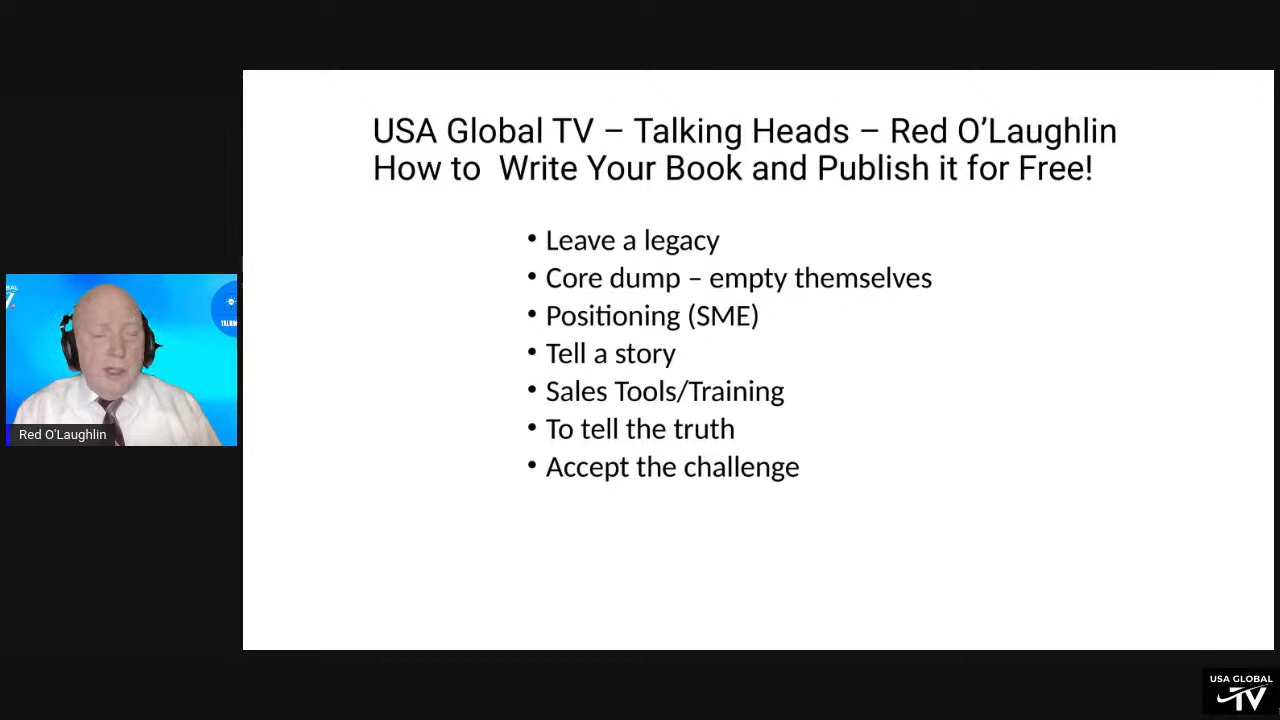 USA Global TV – Talking Heads – Red O’Laughlin
How to  Write Your Book and Publish it for Free!
• Leave a legacy
• Core dump – empty themselves
• Positioning (SME)
• Tell a story
• Sales Tools/Training
• To tell the truth
• Accept the challenge
Red O'Laughlin
USA GLOBAL
TV